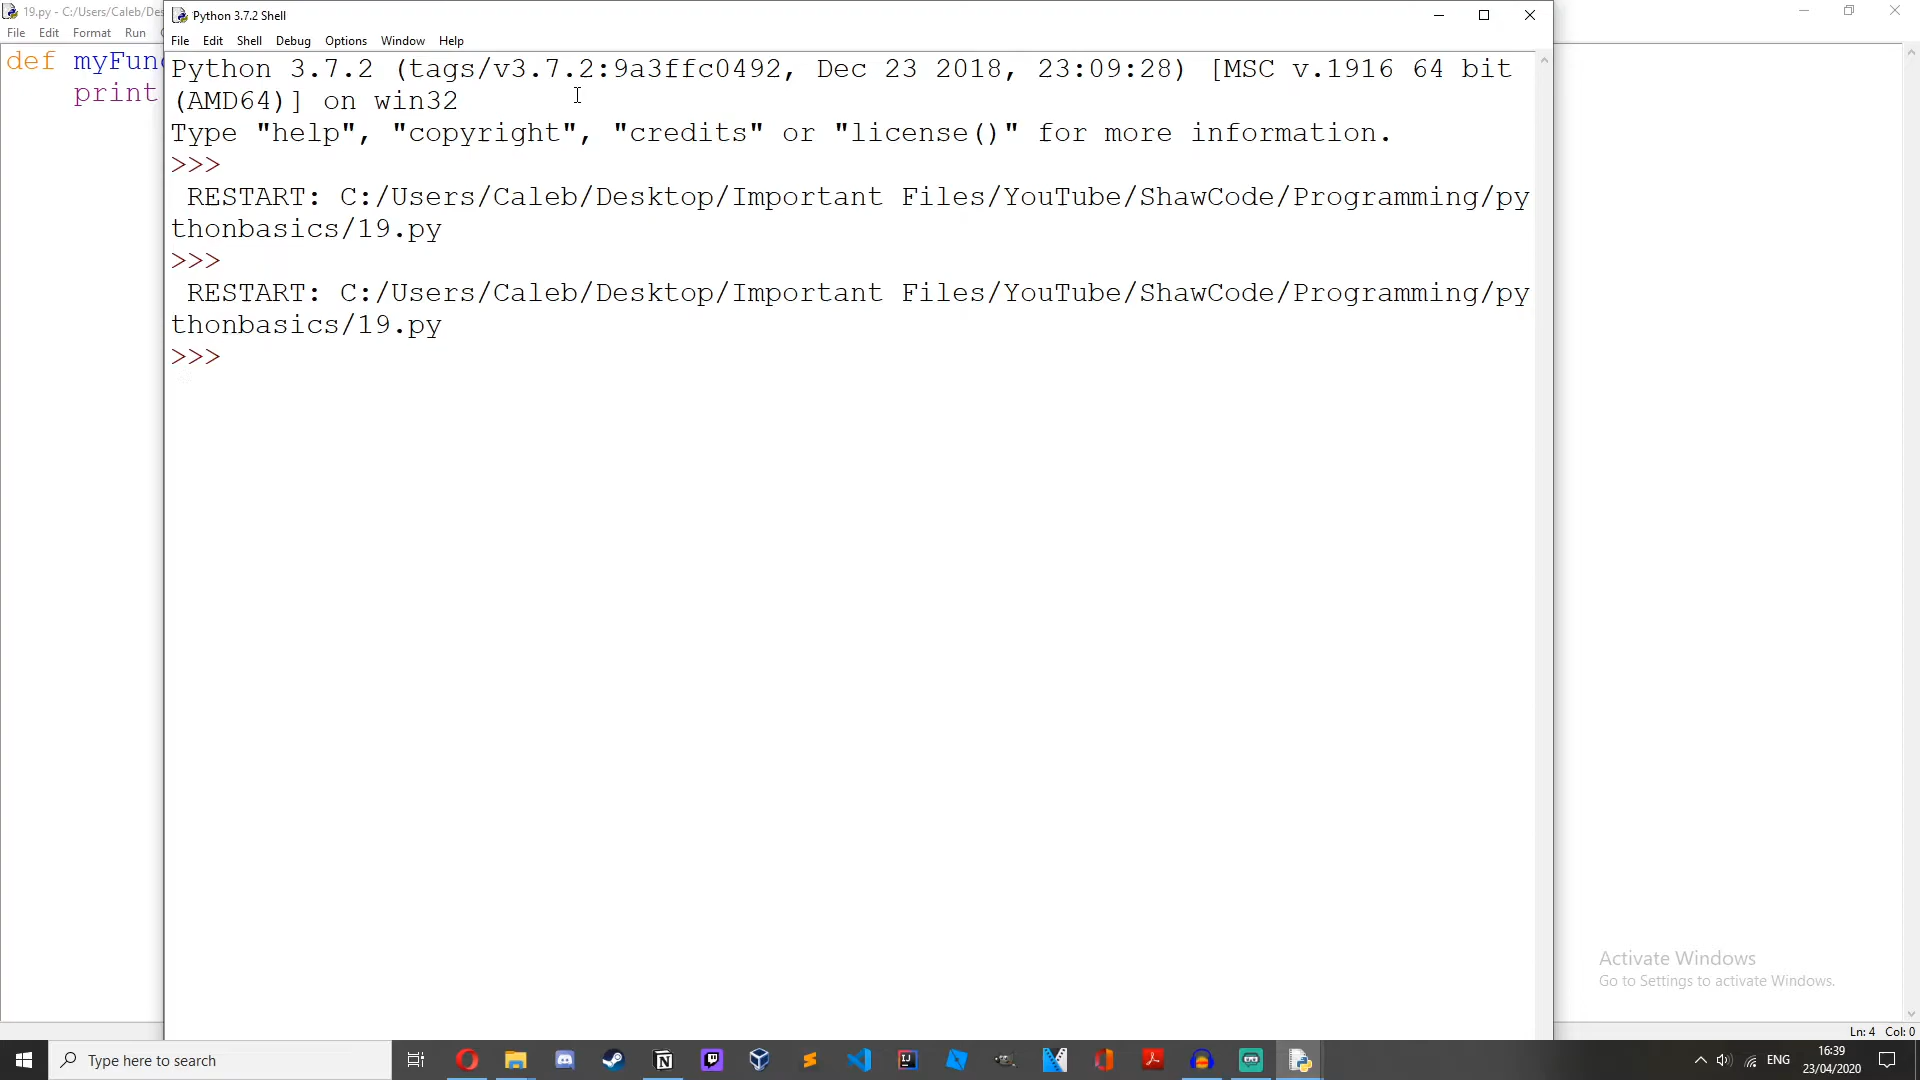 19.py - C:/Users/Caleb/Des
File Edit Format Run
def myFunc
print
Python 3.7.2 Shell
File Edit Shell Debug Options Window Help
Python 3.7.2 (tags/v3.7.2:9a3ffc0492, Dec 23 2018, 23:09:28) [MSC v.1916 64 bit
(AMD64)] on win32
Type "help", "copyright", "credits" or "license()" for more information.
>>>
RESTART: C:/Users/Caleb/Desktop/Important Files/YouTube/ShawCode/Programming/py
thonbasics/19.py
>>>
RESTART: C:/Users/Caleb/Desktop/Important Files/YouTube/ShawCode/Programming/py
thonbasics/19.py
>>>
Activate Windows
Go to Settings to activate Windows.
Ln: 4 Col: 0
Type here to search
ENG
16:39
23/04/2020